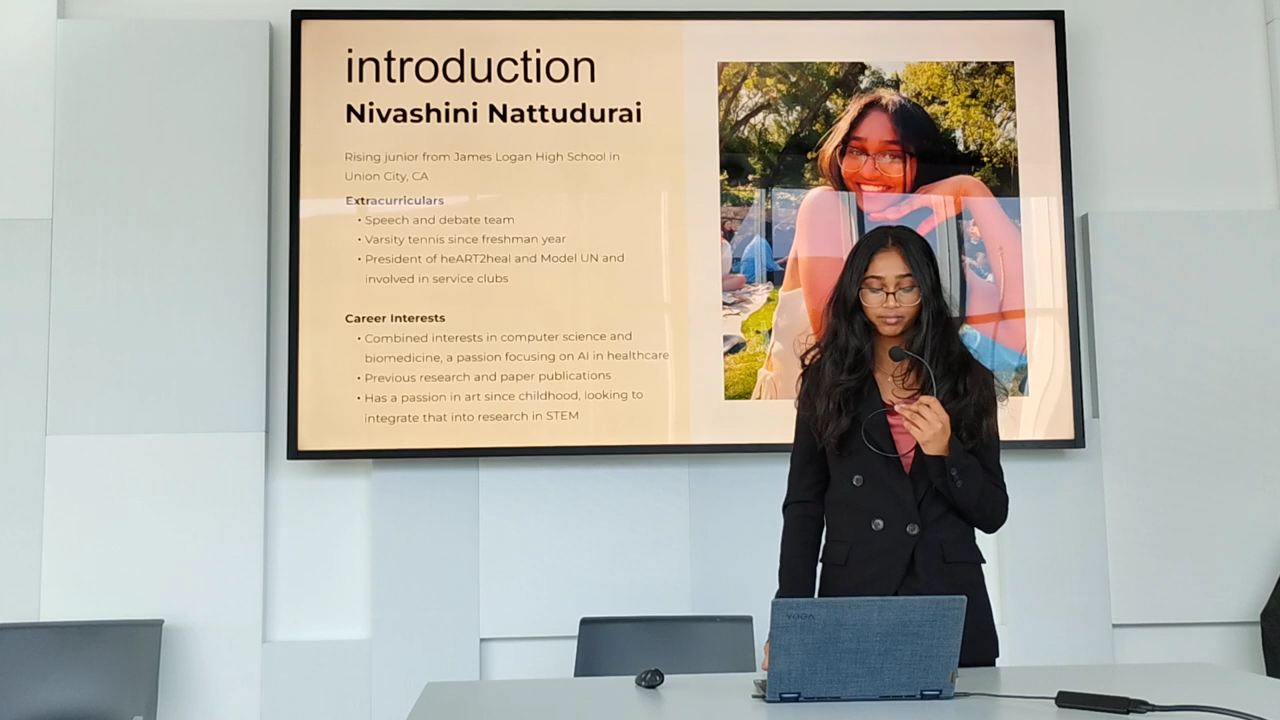 introduction
Nivashini Nattudurai
Rising junior from James Logan High School in
Union City, CA
Extracurriculars
• Speech and debate team
• Varsity tennis since freshman year
• President of heART2heal and Model UN and
involved in service clubs
Career Interests
• Combined interests in computer science and
biomedicine, a passion focusing on AI in healthcare
• Previous research and paper publications
• Has a passion in art since childhood, looking to
integrate that into research in STEM
YOGA